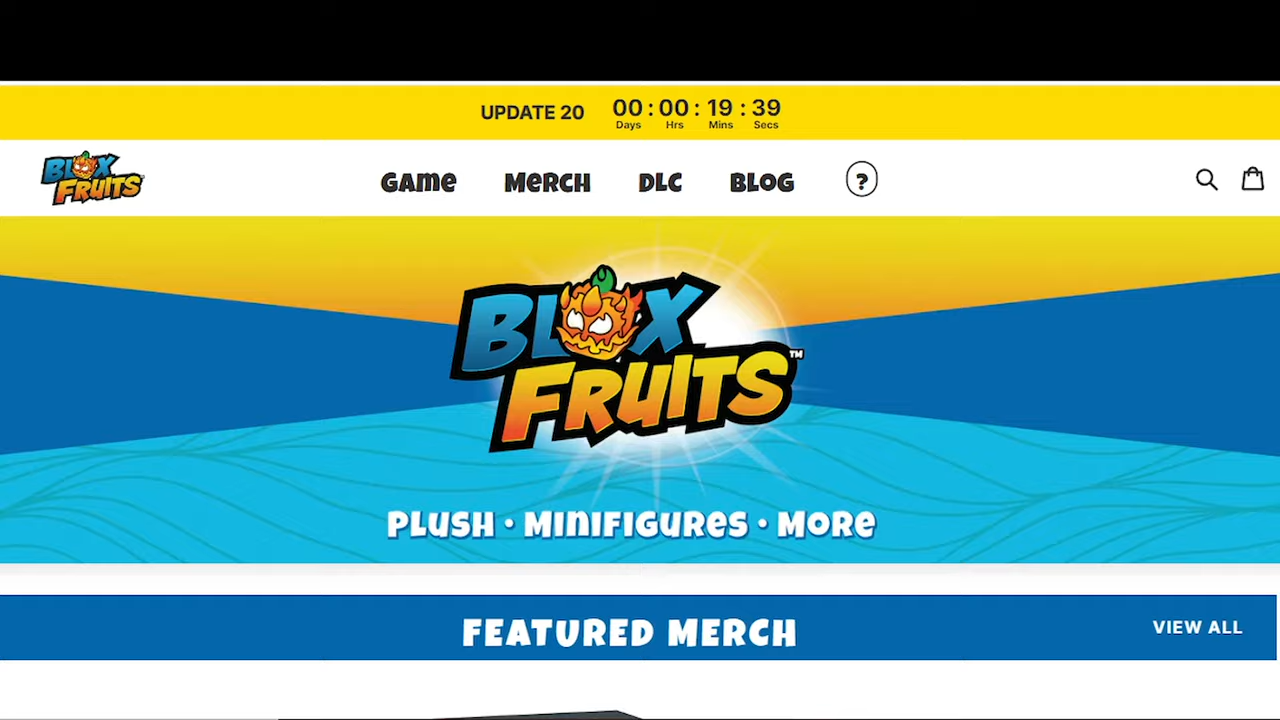 UPDATE 20
00 : 00 : 19 : 39
Days Hrs Mins Secs
BLOX FRUITS
Game Merch DLC Blog ?
BLOX
FRUITS™
Plush • Minifigures • More
FEATURED MERCH
VIEW ALL